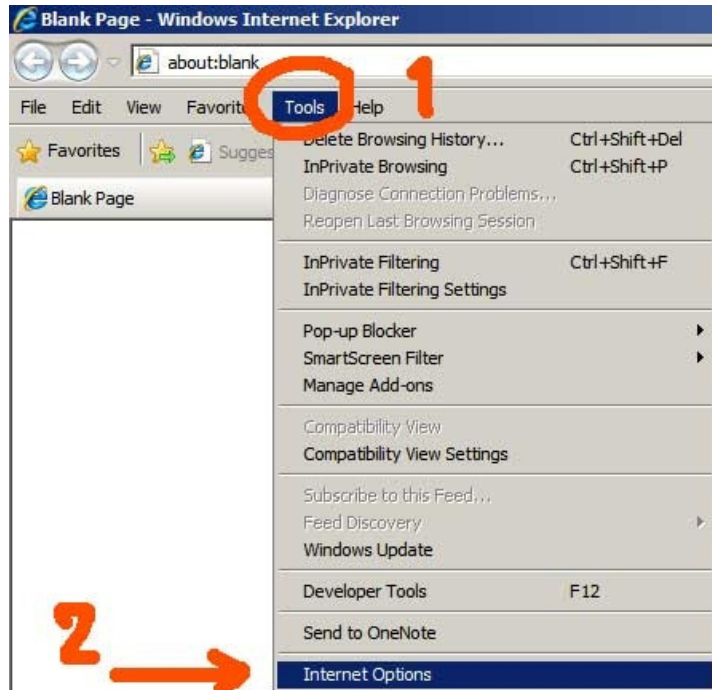 Blank Page - Windows Internet Explorer
about:blank
1
File Edit View Favorit Tools Help
Favorites Sugges
Blank Page
Delete Browsing History... Ctrl+Shift+Del
InPrivate Browsing Ctrl+Shift+P
Diagnose Connection Problems...
Reopen Last Browsing Session
InPrivate Filtering Ctrl+Shift+F
InPrivate Filtering Settings
Pop-up Blocker
SmartScreen Filter
Manage Add-ons
Compatibility View
Compatibility View Settings
Subscribe to this Feed...
Feed Discovery
Windows Update
Developer Tools F12
Send to OneNote
2
Internet Options